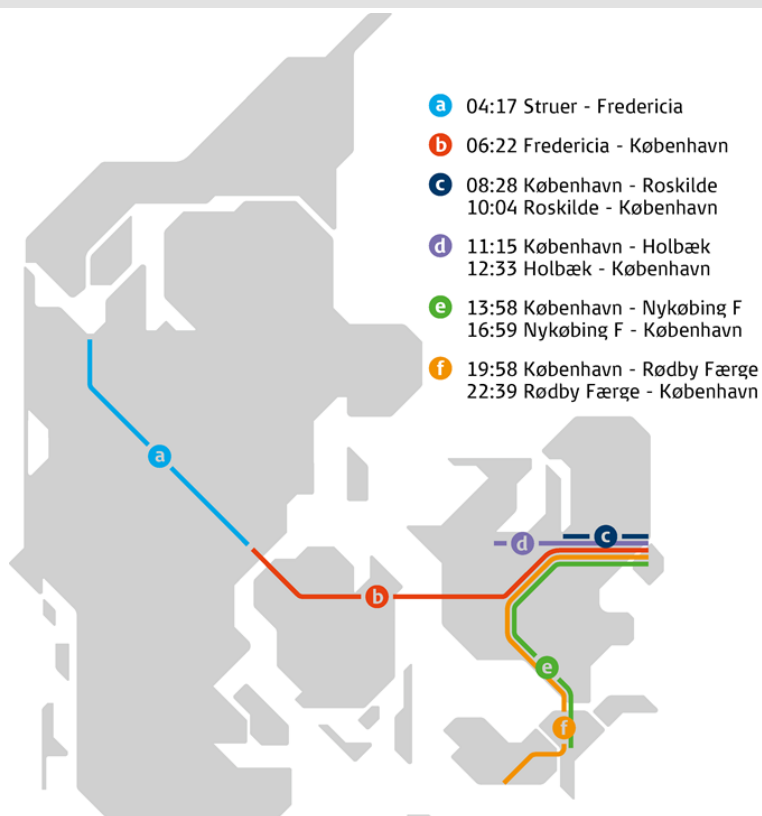 a 04:17 Struer - Fredericia
b 06:22 Fredericia - København
c 08:28 København - Roskilde
10:04 Roskilde - København
d 11:15 København - Holbæk
12:33 Holbæk - København
e 13:58 København - Nykøbing F
16:59 Nykøbing F - København
f 19:58 København - Rødby Færge
22:39 Rødby Færge - København
a
c
d
b
e
f